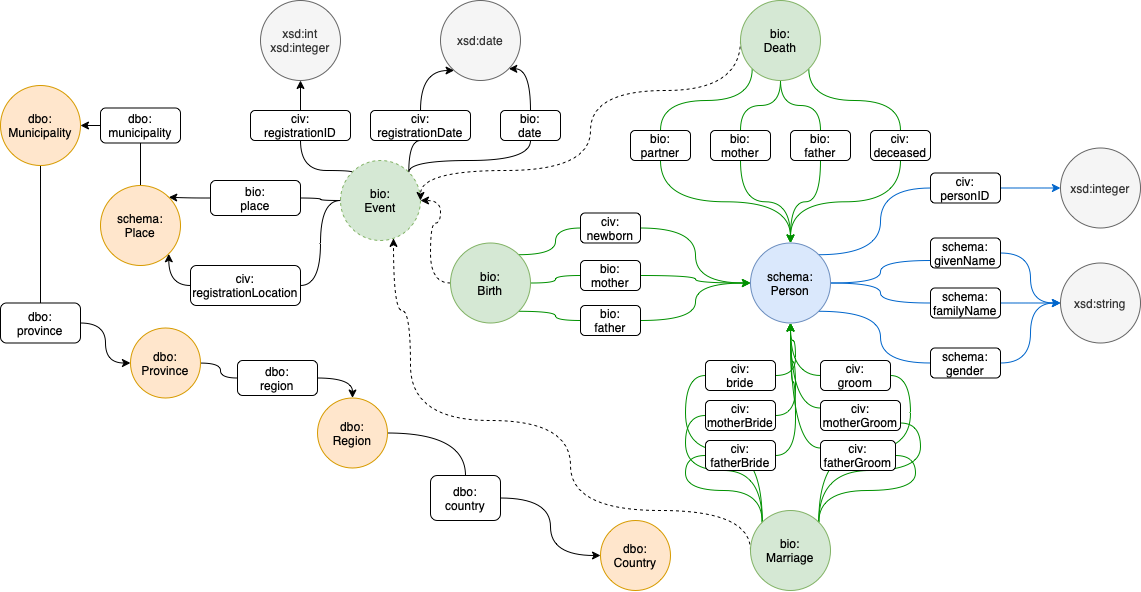 xsd:int
xsd:integer
xsd:date
bio:
Death
dbo:
Municipality
dbo:
municipality
civ:
registrationID
civ:
registrationDate
bio:
date
bio:
partner
bio:
mother
bio:
father
civ:
deceased
schema:
Place
bio:
place
bio:
Event
civ:
personID
xsd:integer
civ:
registrationLocation
civ:
newborn
bio:
Birth
bio:
mother
bio:
father
schema:
Person
schema:
givenName
schema:
familyName
xsd:string
schema:
gender
dbo:
province
dbo:
Province
dbo:
region
dbo:
Region
dbo:
country
dbo:
Country
civ:
bride
civ:
groom
civ:
motherBride
civ:
motherGroom
civ:
fatherBride
civ:
fatherGroom
bio:
Marriage